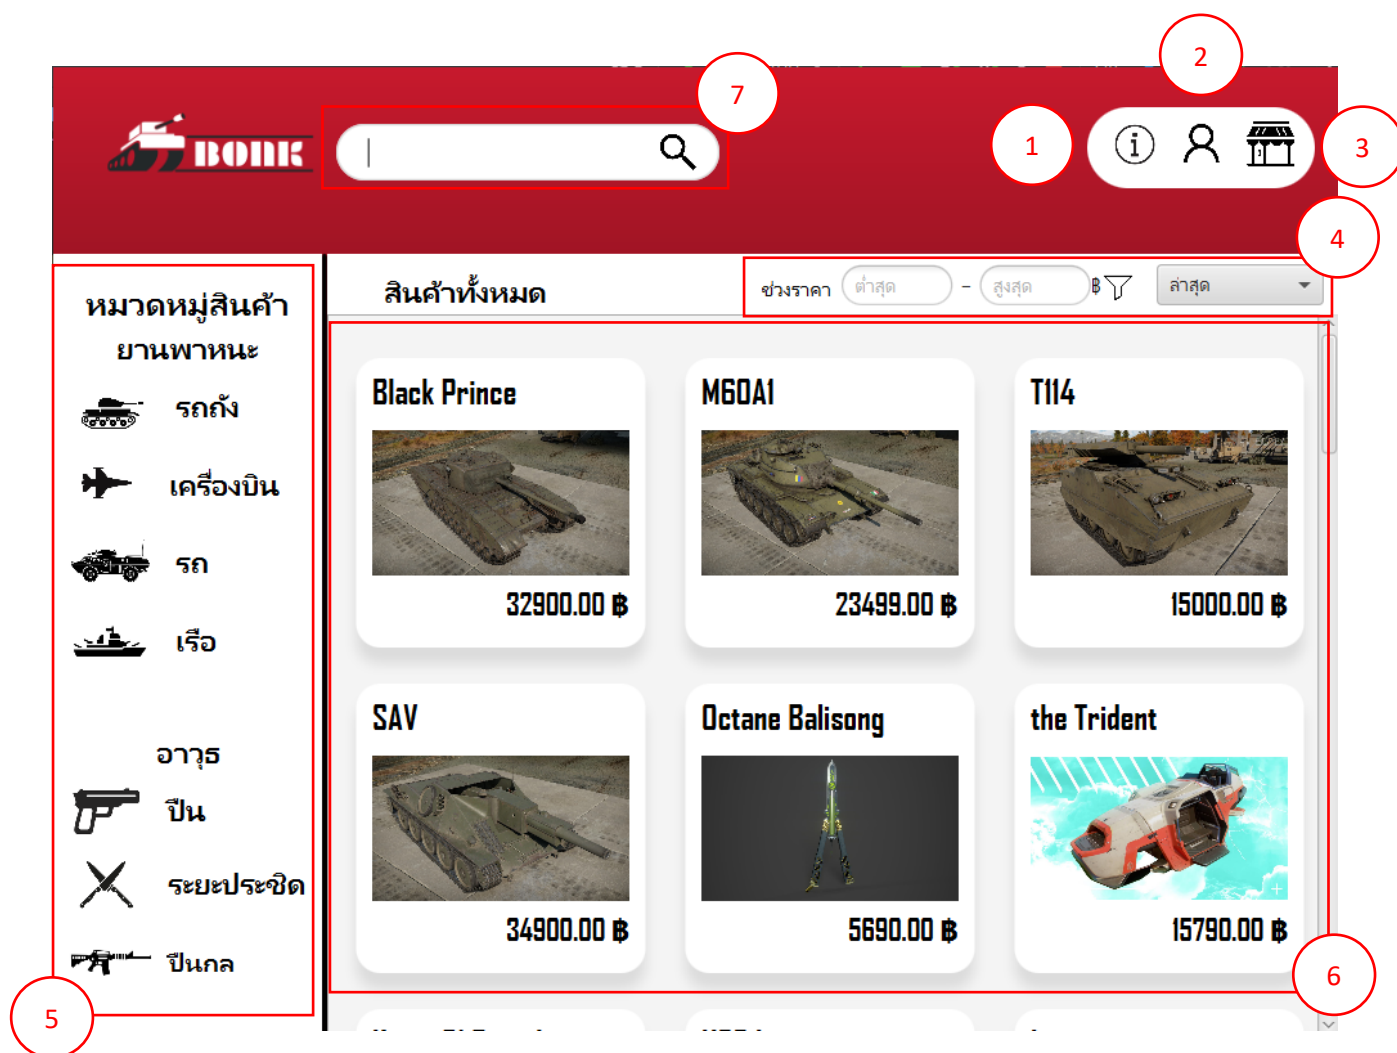 2
7
BONK
1
i
3
4
หมวดหมู่สินค้า
ยานพาหนะ
รถถัง
เครื่องบิน
รถ
เรือ
อาวุธ
ปืน
ระยะประชิด
ปืนกล
5
สินค้าทั้งหมด
ช่วงราคา ต่ำสุด - สูงสุด ฿ ล่าสุด
Black Prince
32900.00 ฿
M60A1
23499.00 ฿
T114
15000.00 ฿
SAV
34900.00 ฿
Octane Balisong
5690.00 ฿
the Trident
15790.00 ฿
6